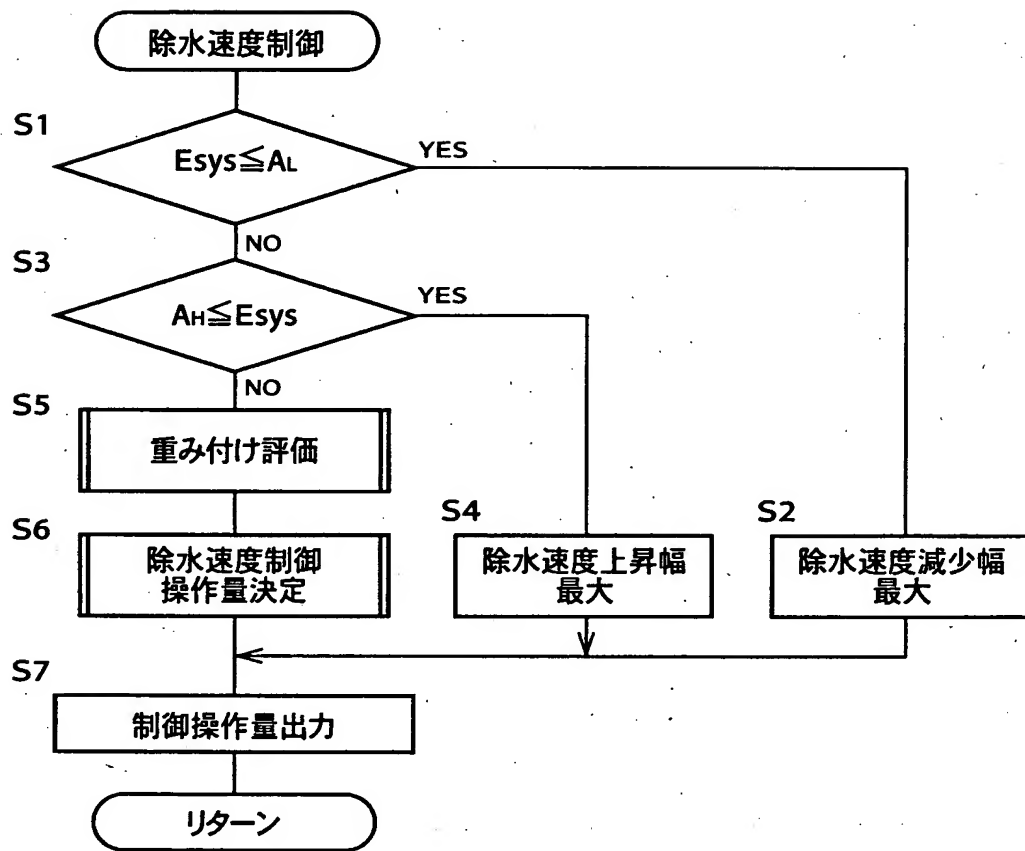 除水速度制御
S1
Esys≦AL
YES
NO
S3
AH≦Esys
YES
NO
S5
重み付け評価
S6
除水速度制御
操作量決定
S4
除水速度上昇幅
最大
S2
除水速度減少幅
最大
S7
制御操作量出力
リターン